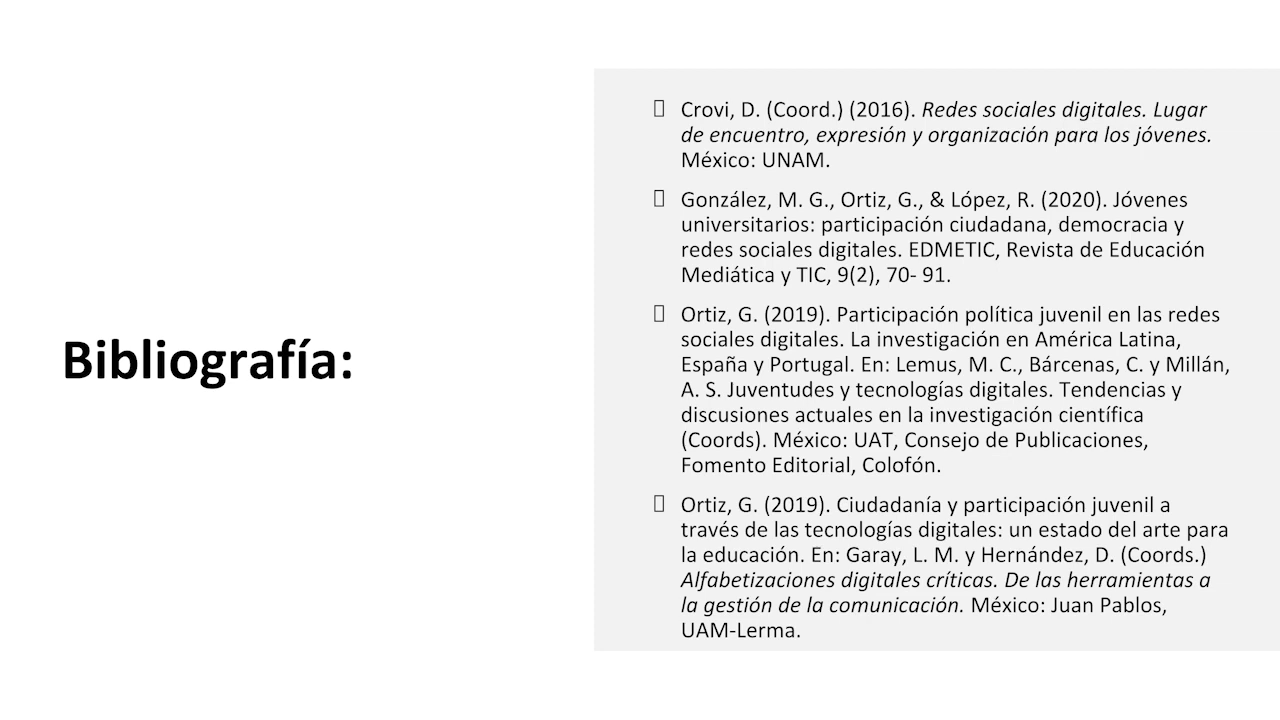 Bibliografía:
Crovi, D. (Coord.) (2016). Redes sociales digitales. Lugar
de encuentro, expresión y organización para los jóvenes.
México: UNAM.
González, M. G., Ortiz, G., & López, R. (2020). Jóvenes
universitarios: participación ciudadana, democracia y
redes sociales digitales. EDMETIC, Revista de Educación
Mediática y TIC, 9(2), 70- 91.
Ortiz, G. (2019). Participación política juvenil en las redes
sociales digitales. La investigación en América Latina,
España y Portugal. En: Lemus, M. C., Bárcenas, C. y Millán,
A. S. Juventudes y tecnologías digitales. Tendencias y
discusiones actuales en la investigación científica
(Coords). México: UAT, Consejo de Publicaciones,
Fomento Editorial, Colofón.
Ortiz, G. (2019). Ciudadanía y participación juvenil a
través de las tecnologías digitales: un estado del arte para
la educación. En: Garay, L. M. y Hernández, D. (Coords.)
Alfabetizaciones digitales críticas. De las herramientas a
la gestión de la comunicación. México: Juan Pablos,
UAM-Lerma.